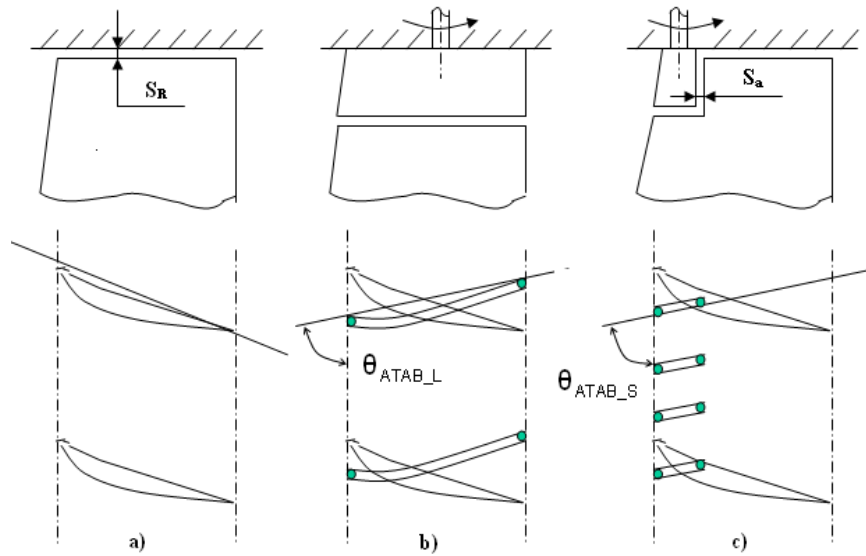 S_R
S_a
θ_ATAB_L
θ_ATAB_S
a)
b)
c)